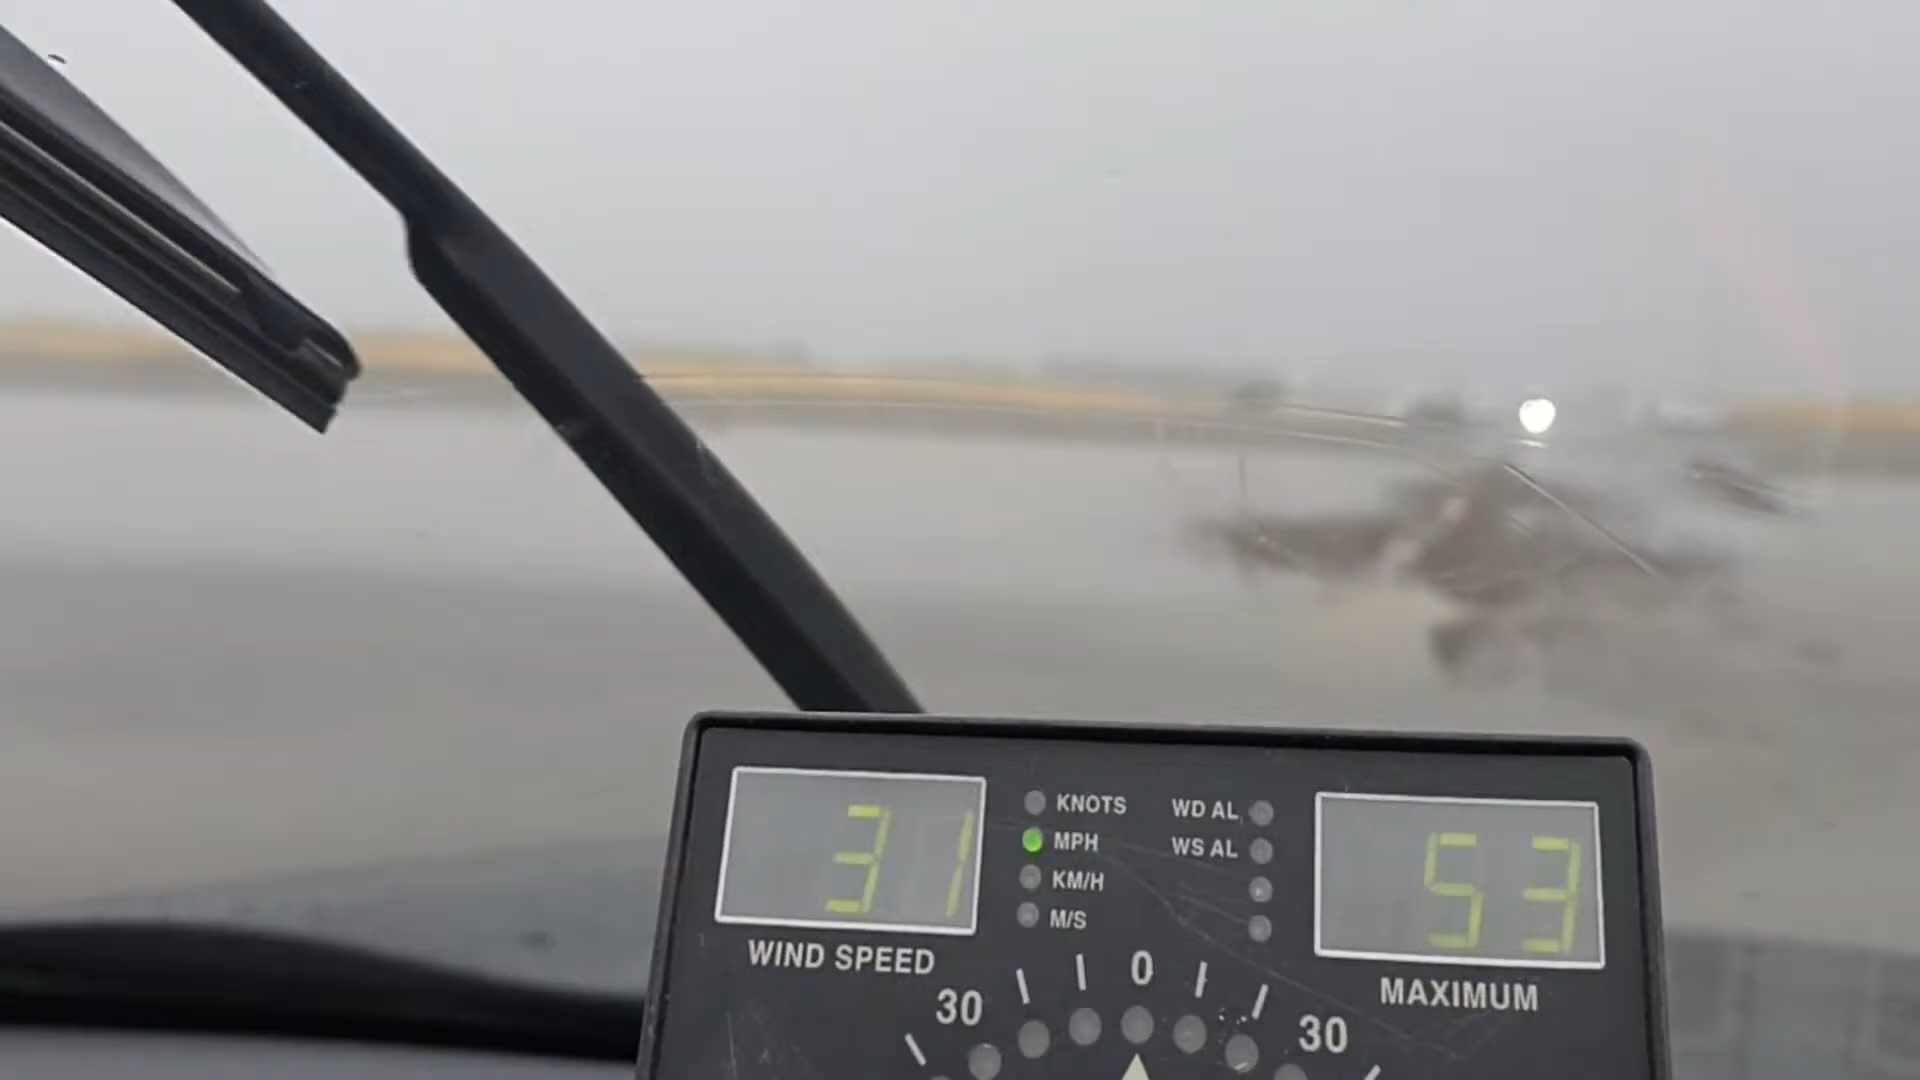 31
WIND SPEED
KNOTS
MPH
KM/H
M/S
WD AL
WS AL
53
MAXIMUM
30
0
30